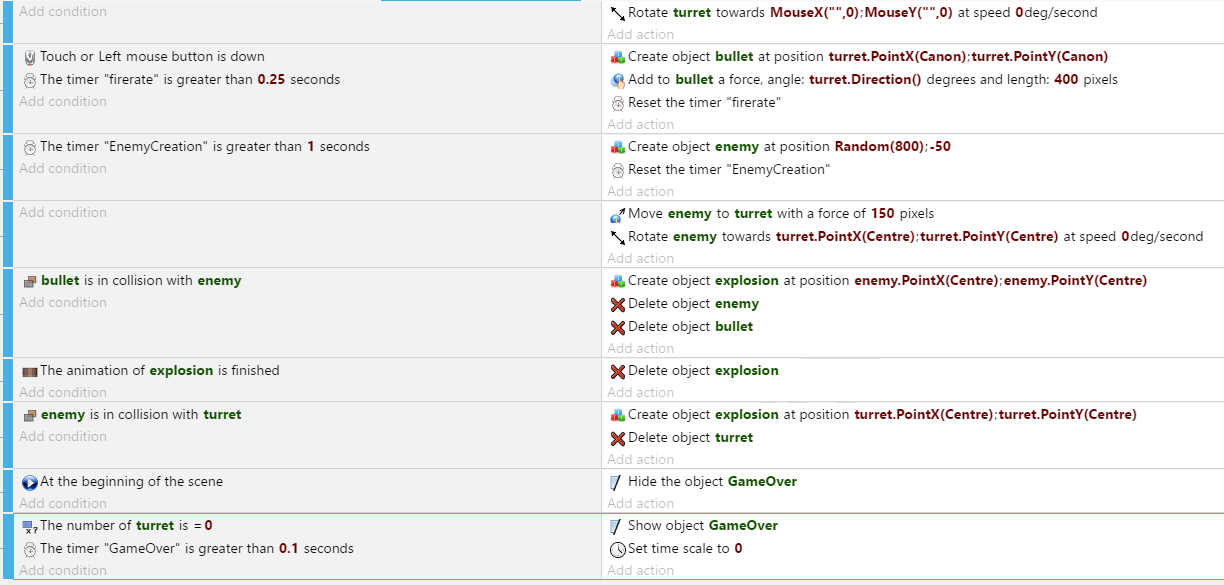 Add condition
Rotate turret towards MouseX("",0);MouseY("",0) at speed 0deg/second
Add action
Touch or Left mouse button is down
The timer "firerate" is greater than 0.25 seconds
Add condition
Create object bullet at position turret.PointX(Canon);turret.PointY(Canon)
Add to bullet a force, angle: turret.Direction() degrees and length: 400 pixels
Reset the timer "firerate"
Add action
The timer "EnemyCreation" is greater than 1 seconds
Add condition
Create object enemy at position Random(800);-50
Reset the timer "EnemyCreation"
Add action
Add condition
Move enemy to turret with a force of 150 pixels
Rotate enemy towards turret.PointX(Centre);turret.PointY(Centre) at speed 0deg/second
Add action
bullet is in collision with enemy
Add condition
Create object explosion at position enemy.PointX(Centre);enemy.PointY(Centre)
Delete object enemy
Delete object bullet
Add action
The animation of explosion is finished
Add condition
Delete object explosion
Add action
enemy is in collision with turret
Add condition
Create object explosion at position turret.PointX(Centre);turret.PointY(Centre)
Delete object turret
Add action
At the beginning of the scene
Add condition
Hide the object GameOver
Add action
The number of turret is =0
The timer "GameOver" is greater than 0.1 seconds
Add condition
Show object GameOver
Set time scale to 0
Add action